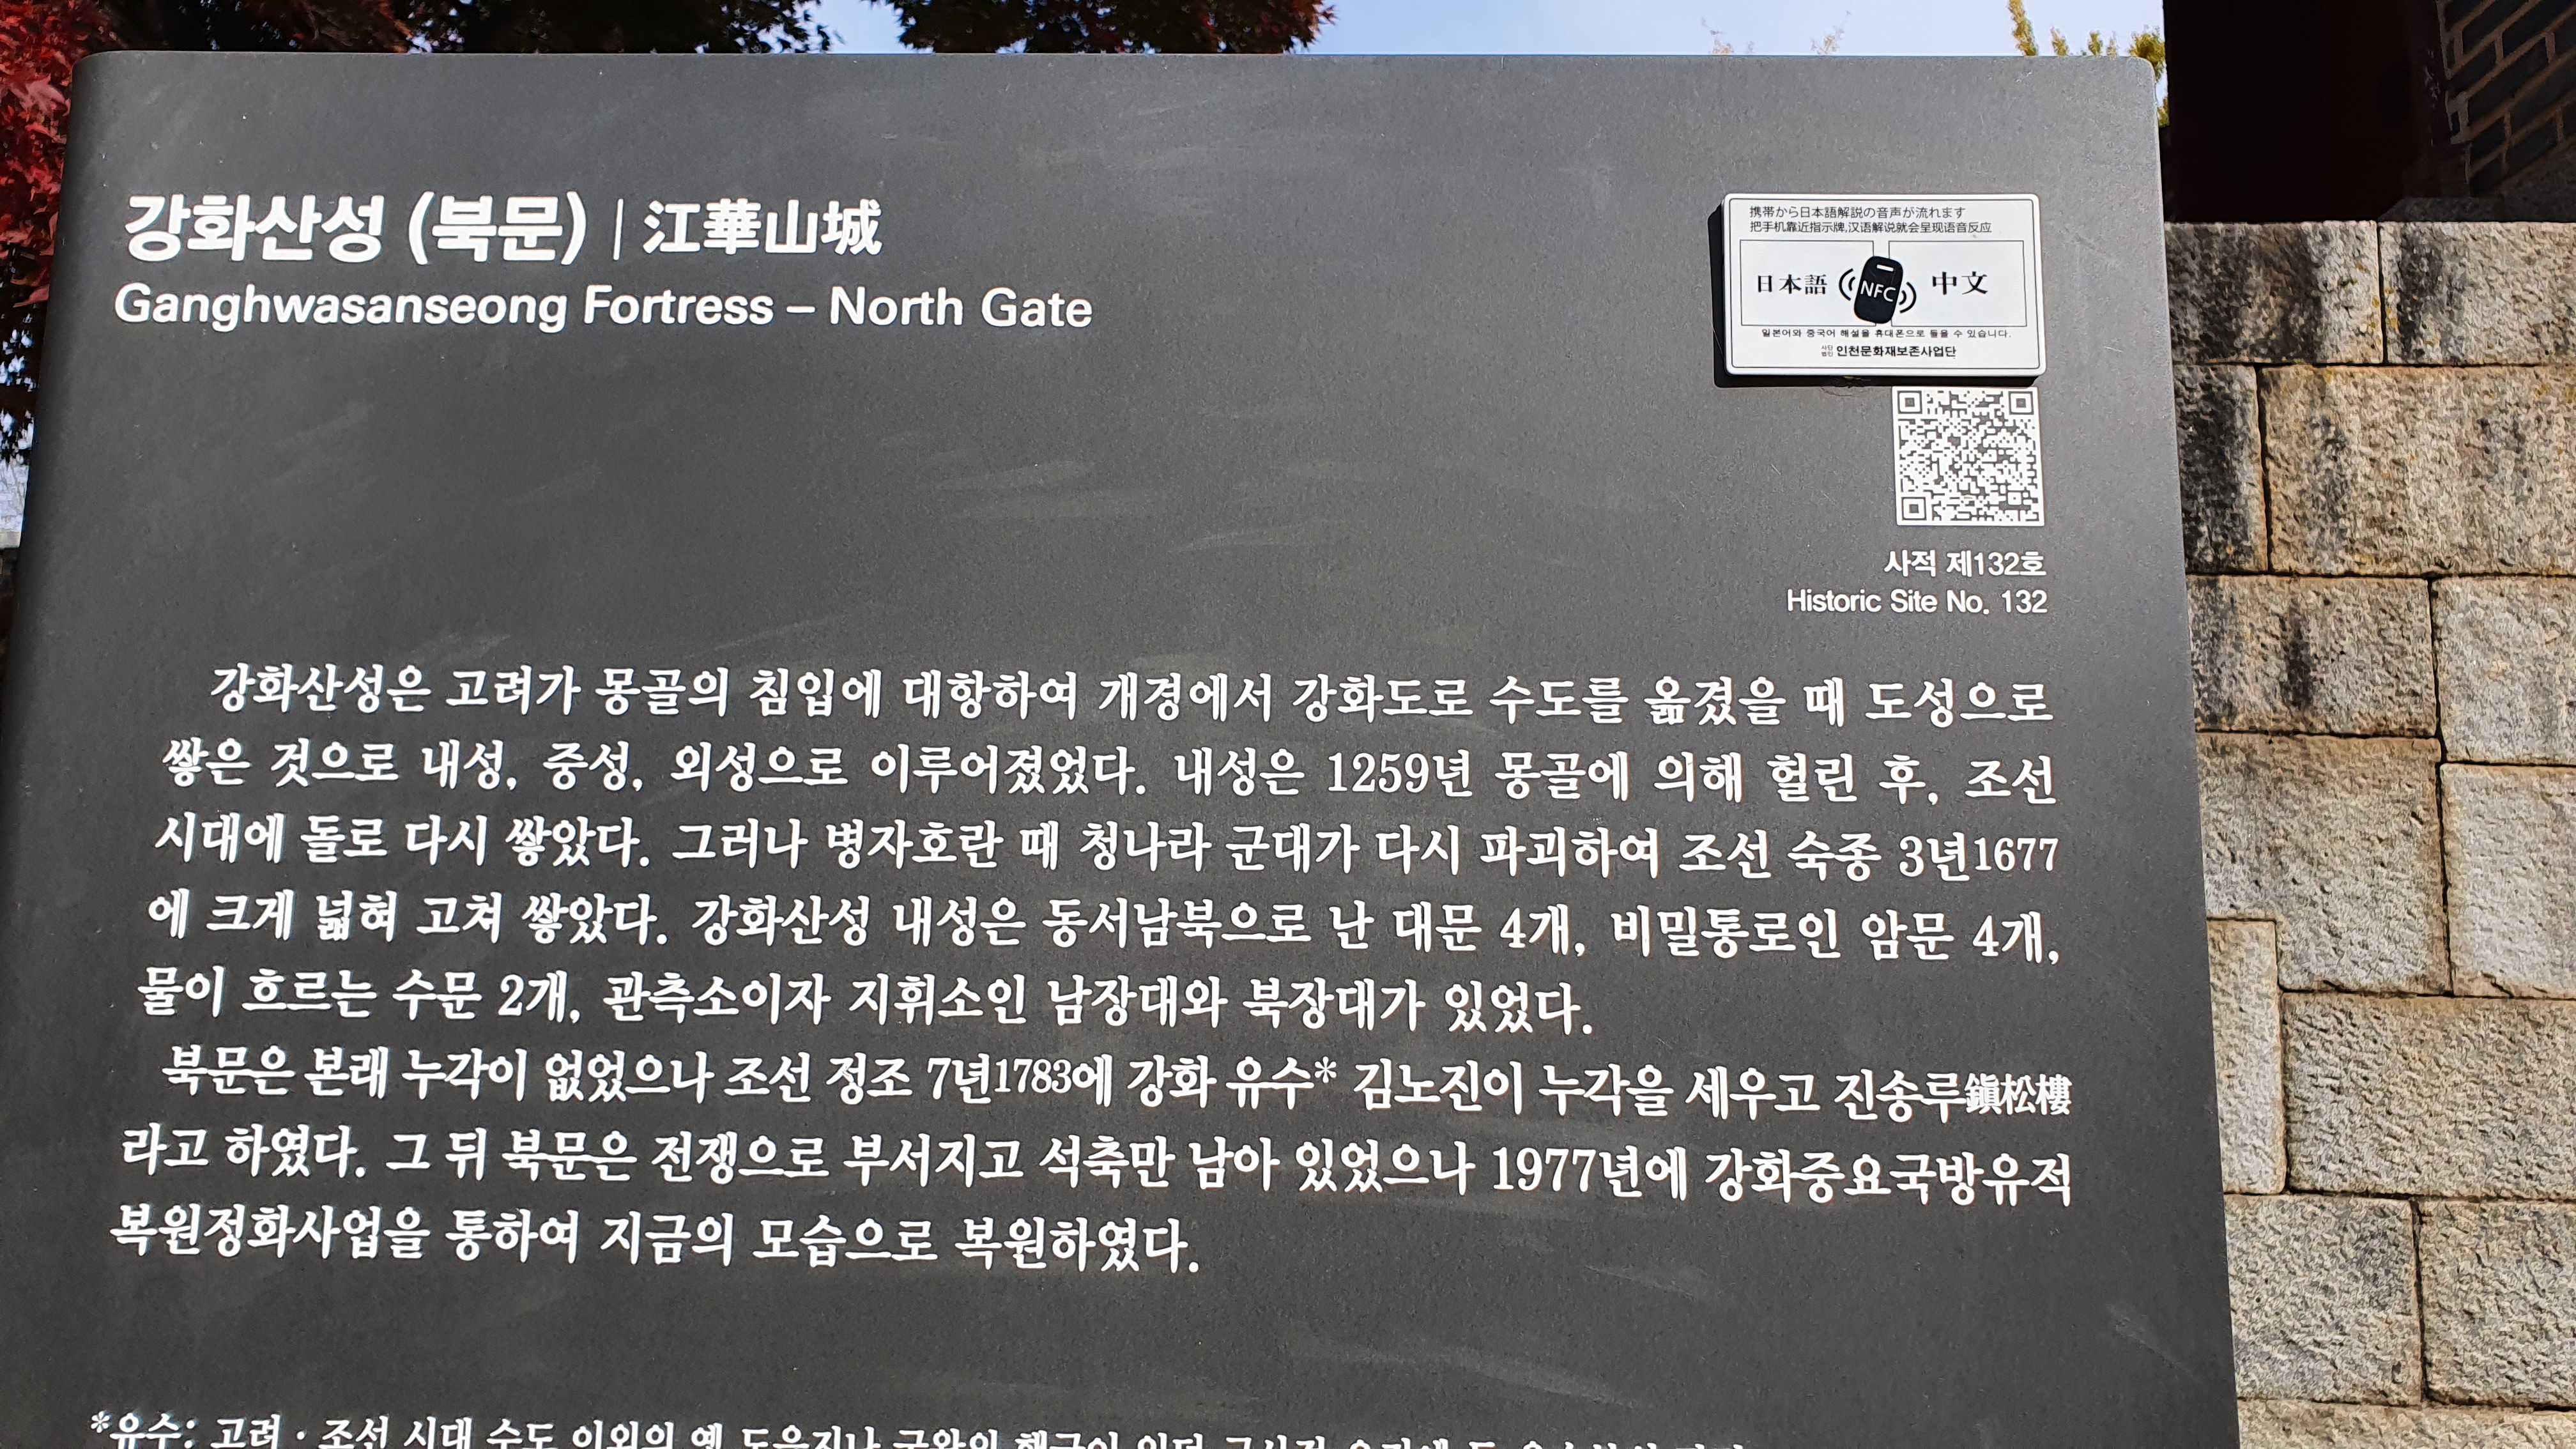 강화산성 (북문) | 江華山城
Ganghwasanseong Fortress – North Gate
携帯から日本語解説の音声が流れます
把手机靠近指示牌,汉语解说就会呈现语音反应
日本語 NFC 中文
일본어와 중국어 해설을 휴대폰으로 들을 수 있습니다.
사단법인 인천문화재보존사업단
사적 제132호
Historic Site No. 132
강화산성은 고려가 몽골의 침입에 대항하여 개경에서 강화도로 수도를 옮겼을 때 도성으로
쌓은 것으로 내성, 중성, 외성으로 이루어졌었다. 내성은 1259년 몽골에 의해 헐린 후, 조선
시대에 돌로 다시 쌓았다. 그러나 병자호란 때 청나라 군대가 다시 파괴하여 조선 숙종 3년1677
에 크게 넓혀 고쳐 쌓았다. 강화산성 내성은 동서남북으로 난 대문 4개, 비밀통로인 암문 4개,
물이 흐르는 수문 2개, 관측소이자 지휘소인 남장대와 북장대가 있었다.
북문은 본래 누각이 없었으나 조선 정조 7년1783에 강화 유수* 김노진이 누각을 세우고 진송루鎭松樓
라고 하였다. 그 뒤 북문은 전쟁으로 부서지고 석축만 남아 있었으나 1977년에 강화중요국방유적
복원정화사업을 통하여 지금의 모습으로 복원하였다.
*유수: 고려·조선 시대 수도 이외의 옛